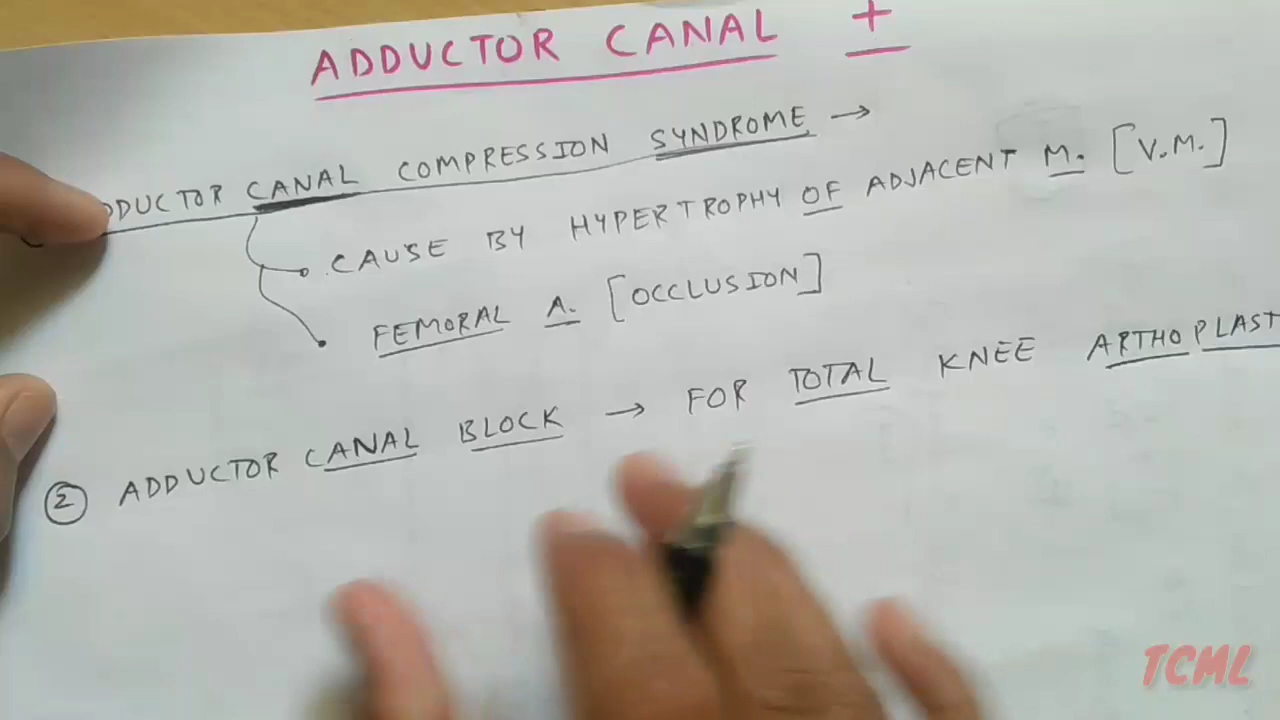 ADDUCTOR CANAL +
DDUCTOR CANAL COMPRESSION SYNDROME →
CAUSE BY HYPERTROPHY OF ADJACENT M. [V.M.]
FEMORAL A. [OCCLUSION]
② ADDUCTOR CANAL BLOCK → FOR TOTAL KNEE ARTHOPLAST
TCML